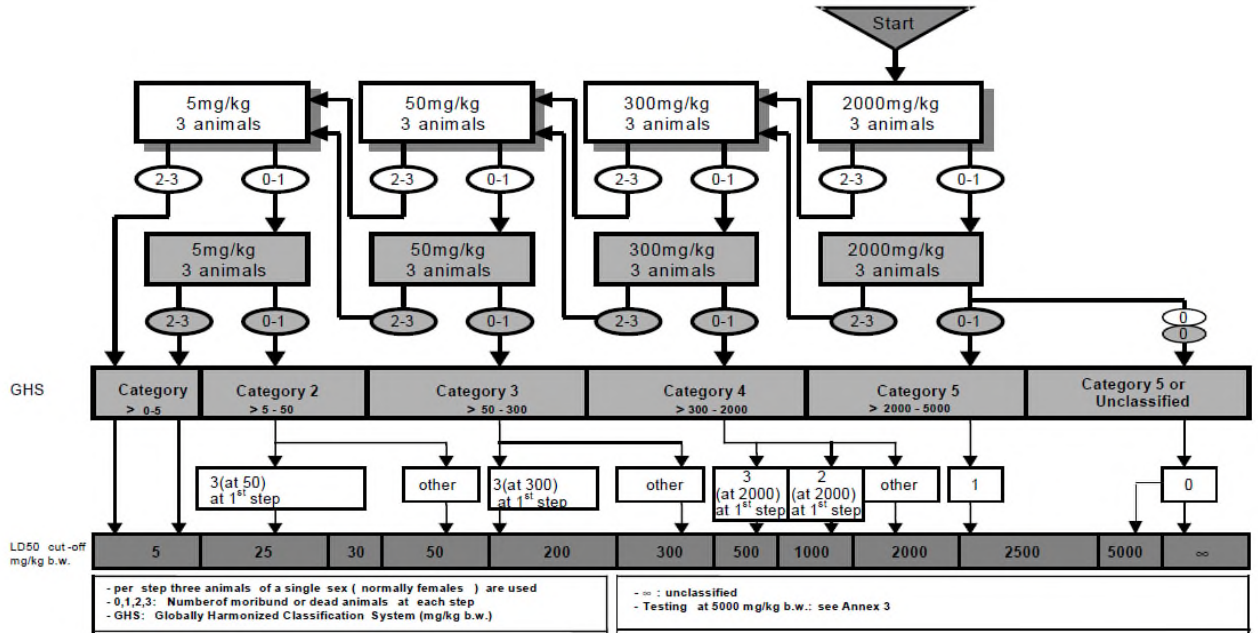 Start
5mg/kg
3 animals
50mg/kg
3 animals
300mg/kg
3 animals
2000mg/kg
3 animals
2-3
0-1
2-3
0-1
2-3
0-1
2-3
0-1
5mg/kg
3 animals
50mg/kg
3 animals
300mg/kg
3 animals
2000mg/kg
3 animals
2-3
0-1
2-3
0-1
2-3
0-1
2-3
0-1
0
0
GHS
Category
> 0-5
Category 2
> 5 - 50
Category 3
> 50 - 300
Category 4
> 300 - 2000
Category 5
> 2000 - 5000
Category 5 or
Unclassified
3(at 50)
at 1st step
other
3(at 300)
at 1st step
other
3
(at 2000)
at 1st step
2
(at 2000)
at 1st step
other
1
0
LD50 cut-off
mg/kg b.w.
5
25
30
50
200
300
500
1000
2000
2500
5000
∞
- per step three animals of a single sex ( normally females ) are used
- 0,1,2,3: Numberof moribund or dead animals at each step
- GHS: Globally Harmonized Classification System (mg/kg b.w.)
- ∞ : unclassified
- Testing at 5000 mg/kg b.w.: see Annex 3